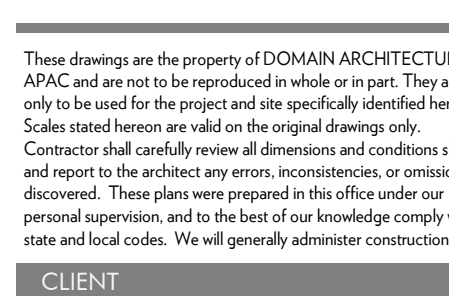 These drawings are the property of DOMAIN ARCHITECTU
APAC and are not to be reproduced in whole or in part. They a
only to be used for the project and site specifically identified her
Scales stated hereon are valid on the original drawings only.
Contractor shall carefully review all dimensions and conditions s
and report to the architect any errors, inconsistencies, or omissio
discovered. These plans were prepared in this office under our
personal supervision, and to the best of our knowledge comply
state and local codes. We will generally administer construction
CLIENT